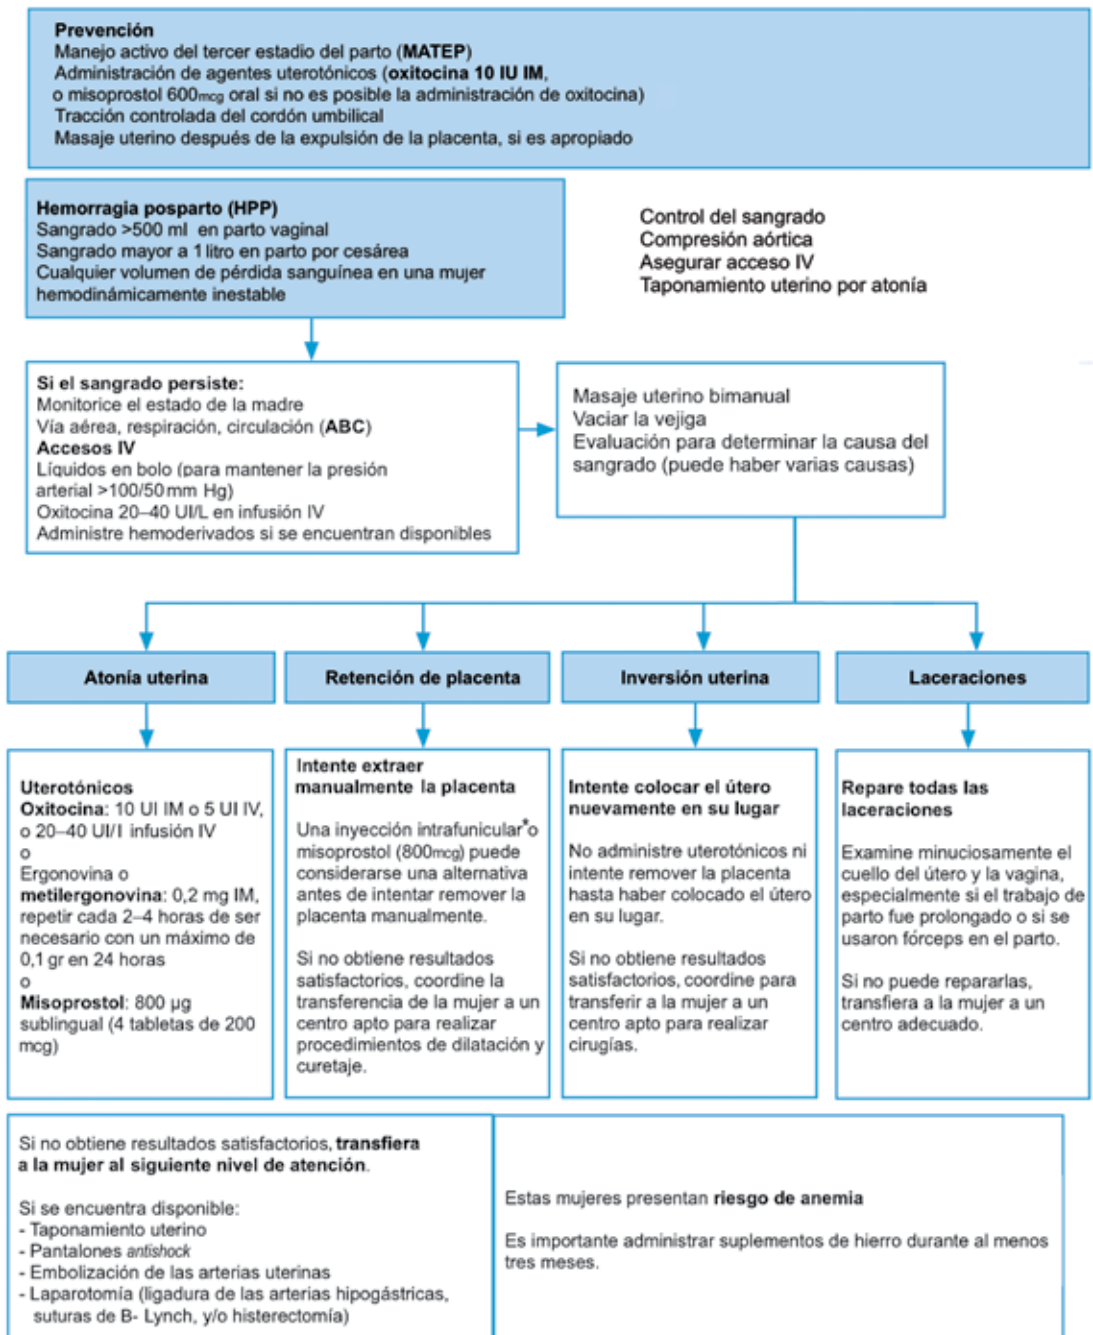 Prevención
Manejo activo del tercer estadio del parto (MATEP)
Administración de agentes uterotónicos (oxitocina 10 IU IM,
o misoprostol 600mcg oral si no es posible la administración de oxitocina)
Tracción controlada del cordón umbilical
Masaje uterino después de la expulsión de la placenta, si es apropiado
Hemorragia posparto (HPP)
Sangrado >500 ml en parto vaginal
Sangrado mayor a 1 litro en parto por cesárea
Cualquier volumen de pérdida sanguínea en una mujer
hemodinámicamente inestable
Control del sangrado
Compresión aórtica
Asegurar acceso IV
Taponamiento uterino por atonía
Si el sangrado persiste:
Monitorice el estado de la madre
Vía aérea, respiración, circulación (ABC)
Accesos IV
Líquidos en bolo (para mantener la presión
arterial >100/50 mm Hg)
Oxitocina 20–40 UI/L en infusión IV
Administre hemoderivados si se encuentran disponibles
Masaje uterino bimanual
Vaciar la vejiga
Evaluación para determinar la causa del
sangrado (puede haber varias causas)
Atonía uterina
Retención de placenta
Inversión uterina
Laceraciones
Uterotónicos
Oxitocina: 10 UI IM o 5 UI IV,
o 20–40 UI/l infusión IV
o
Ergonovina o
metilergonovina: 0,2 mg IM,
repetir cada 2–4 horas de ser
necesario con un máximo de
0,1 gr en 24 horas
o
Misoprostol: 800 µg
sublingual (4 tabletas de 200
mcg)
Intente extraer
manualmente la placenta
Una inyección intrafunicular*o
misoprostol (800mcg) puede
considerarse una alternativa
antes de intentar remover la
placenta manualmente.
Si no obtiene resultados
satisfactorios, coordine la
transferencia de la mujer a un
centro apto para realizar
procedimientos de dilatación y
curetaje.
Intente colocar el útero
nuevamente en su lugar
No administre uterotónicos ni
intente remover la placenta
hasta haber colocado el útero
en su lugar.
Si no obtiene resultados
satisfactorios, coordine para
transferir a la mujer a un
centro apto para realizar
cirugías.
Repare todas las
laceraciones
Examine minuciosamente el
cuello del útero y la vagina,
especialmente si el trabajo de
parto fue prolongado o si se
usaron fórceps en el parto.
Si no puede repararlas,
transfiera a la mujer a un
centro adecuado.
Si no obtiene resultados satisfactorios, transfiera
a la mujer al siguiente nivel de atención.
Si se encuentra disponible:
- Taponamiento uterino
- Pantalones antishock
- Embolización de las arterias uterinas
- Laparotomía (ligadura de las arterias hipogástricas,
suturas de B- Lynch, y/o histerectomía)
Estas mujeres presentan riesgo de anemia
Es importante administrar suplementos de hierro durante al menos
tres meses.